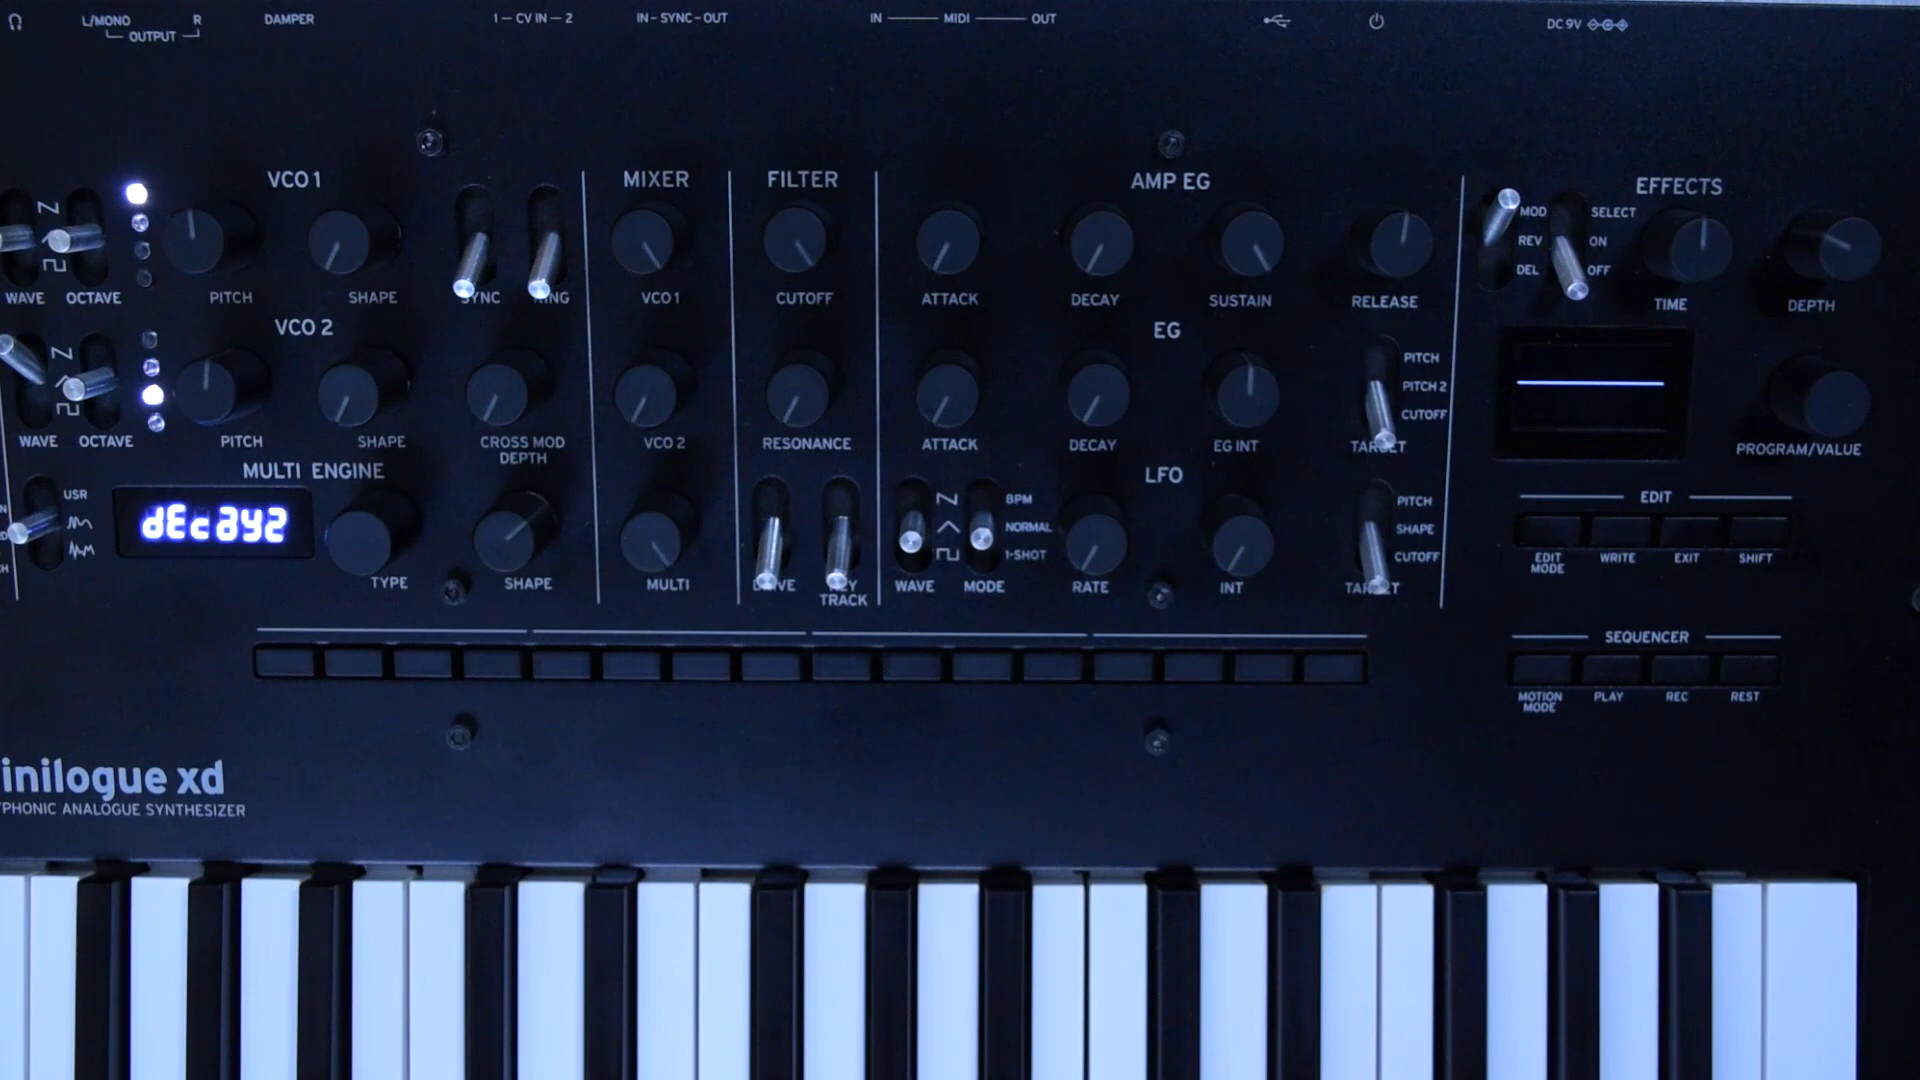 L/MONO R
OUTPUT
DAMPER
1 — CV IN — 2
IN - SYNC - OUT
IN — MIDI — OUT
DC 9V
VCO 1
MIXER
FILTER
AMP EG
EFFECTS
MOD
REV
DEL
SELECT
ON
OFF
WAVE
OCTAVE
PITCH
SHAPE
SYNC
VCO 1
CUTOFF
ATTACK
DECAY
SUSTAIN
RELEASE
TIME
DEPTH
VCO 2
EG
PITCH
PITCH 2
CUTOFF
WAVE
OCTAVE
PITCH
SHAPE
CROSS MOD
DEPTH
VCO 2
RESONANCE
ATTACK
DECAY
EG INT
TARGET
PROGRAM/VALUE
MULTI ENGINE
LFO
USR
dEcay2
TYPE
SHAPE
MULTI
TRACK
WAVE
MODE
BPM
NORMAL
1-SHOT
RATE
INT
PITCH
SHAPE
CUTOFF
TARGET
EDIT
EDIT
MODE
WRITE
EXIT
SHIFT
SEQUENCER
MOTION
MODE
PLAY
REC
REST
inilogue xd
PHONIC ANALOGUE SYNTHESIZER